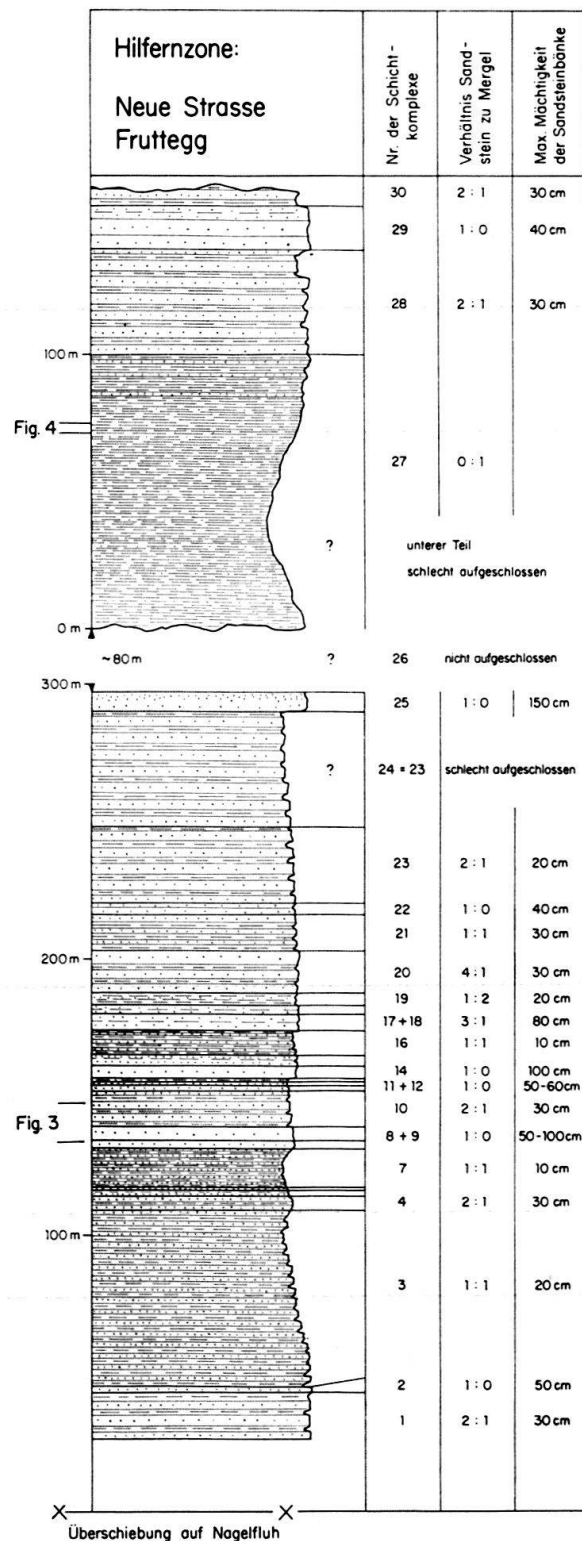 Hilfernzone:
Neue Strasse
Fruttegg
Nr. der Schicht-
komplexe
Verhältnis Sand-
stein zu Mergel
Max. Mächtigkeit
der Sandsteinbänke
30 2 : 1 30 cm
29 1 : 0 40 cm
28 2 : 1 30 cm
100 m
Fig. 4
27 0 : 1
? unterer Teil
schlecht aufgeschlossen
0 m
~80 m ? 26 nicht aufgeschlossen
300 m
25 1 : 0 150 cm
? 24 = 23 schlecht aufgeschlossen
23 2 : 1 20 cm
22 1 : 0 40 cm
21 1 : 1 30 cm
200 m
20 4 : 1 30 cm
19 1 : 2 20 cm
17 + 18 3 : 1 80 cm
16 1 : 1 10 cm
14 1 : 0 100 cm
11 + 12 1 : 0 50-60cm
10 2 : 1 30 cm
Fig. 3
8 + 9 1 : 0 50-100cm
7 1 : 1 10 cm
4 2 : 1 30 cm
100 m
3 1 : 1 20 cm
2 1 : 0 50 cm
1 2 : 1 30 cm
X X
Überschiebung auf Nagelfluh